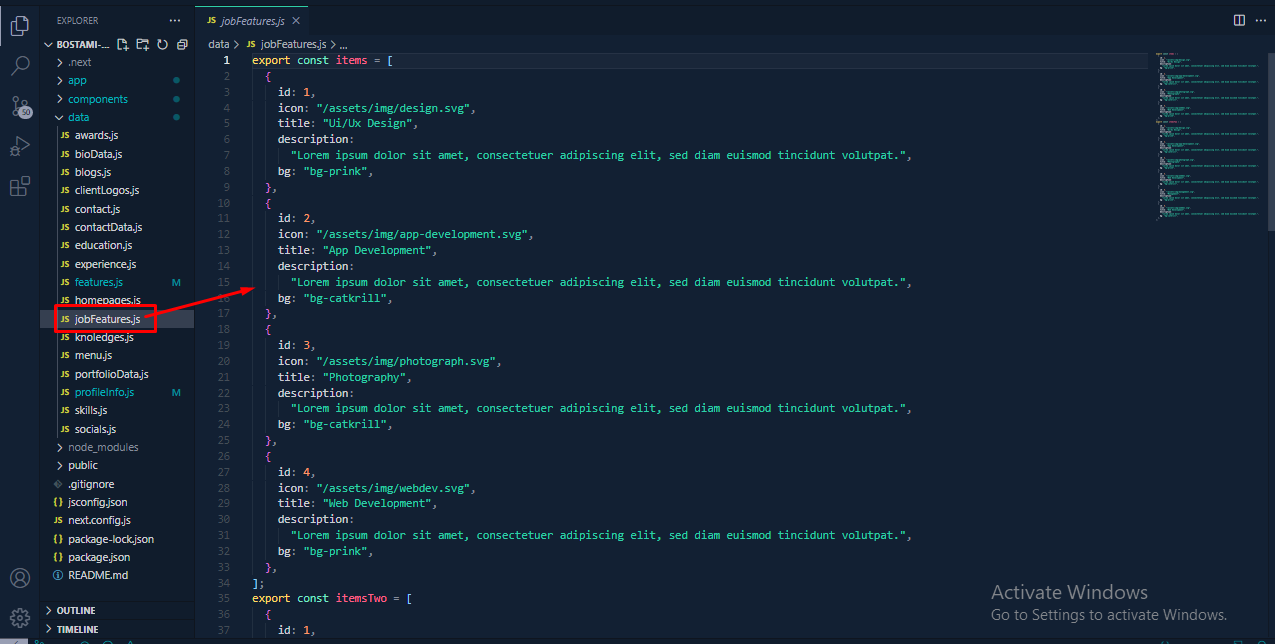 EXPLORER
BOSTAMI-...
.next
app
components
data
JS awards.js
JS bioData.js
JS blogs.js
JS clientLogos.js
JS contact.js
JS contactData.js
JS education.js
JS experience.js
JS features.js M
JS homepages.js
JS jobFeatures.js
JS knoledges.js
JS menu.js
JS portfolioData.js
JS profileInfo.js M
JS skills.js
JS socials.js
node_modules
public
.gitignore
{} jsconfig.json
JS next.config.js
{} package-lock.json
{} package.json
README.md
OUTLINE
TIMELINE
50
JS jobFeatures.js
data > JS jobFeatures.js > ...
1 export const items = [
2 {
3 id: 1,
4 icon: "/assets/img/design.svg",
5 title: "Ui/Ux Design",
6 description:
7 "Lorem ipsum dolor sit amet, consectetuer adipiscing elit, sed diam euismod tincidunt volutpat.",
8 bg: "bg-prink",
9 },
10 {
11 id: 2,
12 icon: "/assets/img/app-development.svg",
13 title: "App Development",
14 description:
15 "Lorem ipsum dolor sit amet, consectetuer adipiscing elit, sed diam euismod tincidunt volutpat.",
16 bg: "bg-catkrill",
17 },
18 {
19 id: 3,
20 icon: "/assets/img/photograph.svg",
21 title: "Photography",
22 description:
23 "Lorem ipsum dolor sit amet, consectetuer adipiscing elit, sed diam euismod tincidunt volutpat.",
24 bg: "bg-catkrill",
25 },
26 {
27 id: 4,
28 icon: "/assets/img/webdev.svg",
29 title: "Web Development",
30 description:
31 "Lorem ipsum dolor sit amet, consectetuer adipiscing elit, sed diam euismod tincidunt volutpat.",
32 bg: "bg-prink",
33 },
34 ];
35 export const itemsTwo = [
36 {
37 id: 1,
Activate Windows
Go to Settings to activate Windows.